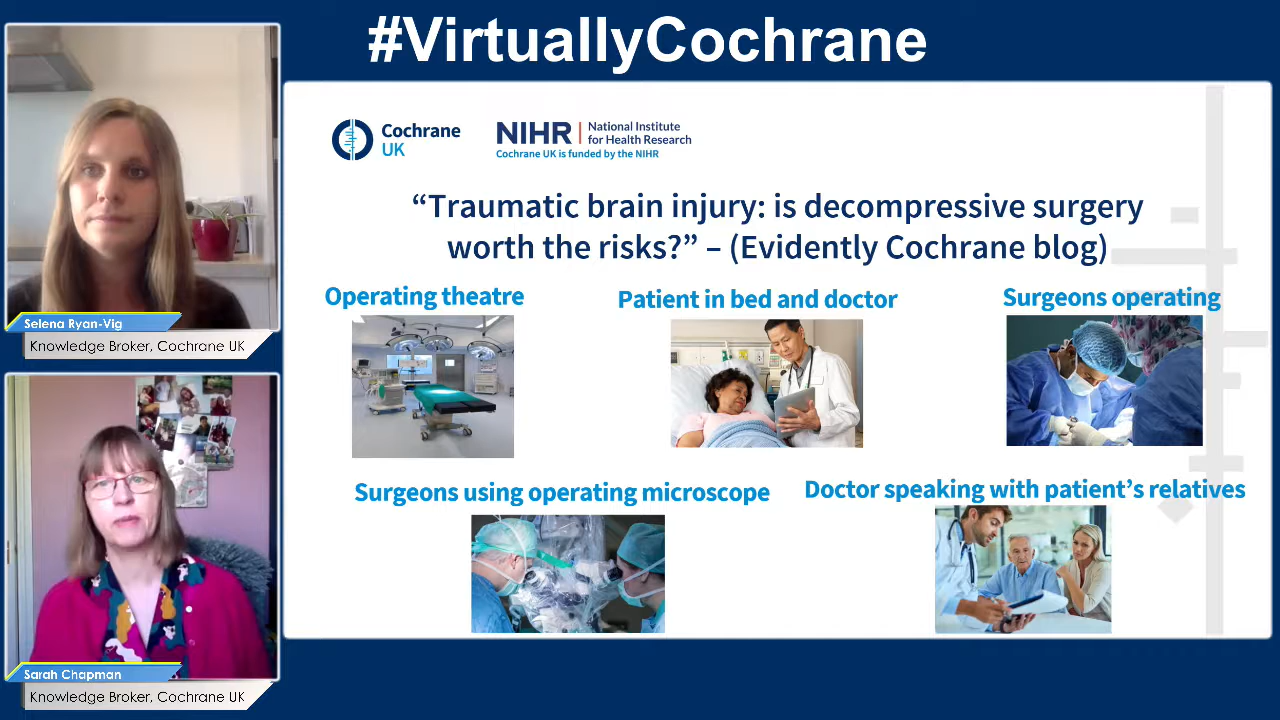 #VirtuallyCochrane
Selena Ryan-Vig
Knowledge Broker, Cochrane UK
Sarah Chapman
Knowledge Broker, Cochrane UK
Cochrane
UK
NIHR | National Institute
for Health Research
Cochrane UK is funded by the NIHR
“Traumatic brain injury: is decompressive surgery
worth the risks?” – (Evidently Cochrane blog)
Operating theatre
Patient in bed and doctor
Surgeons operating
Surgeons using operating microscope
Doctor speaking with patient’s relatives